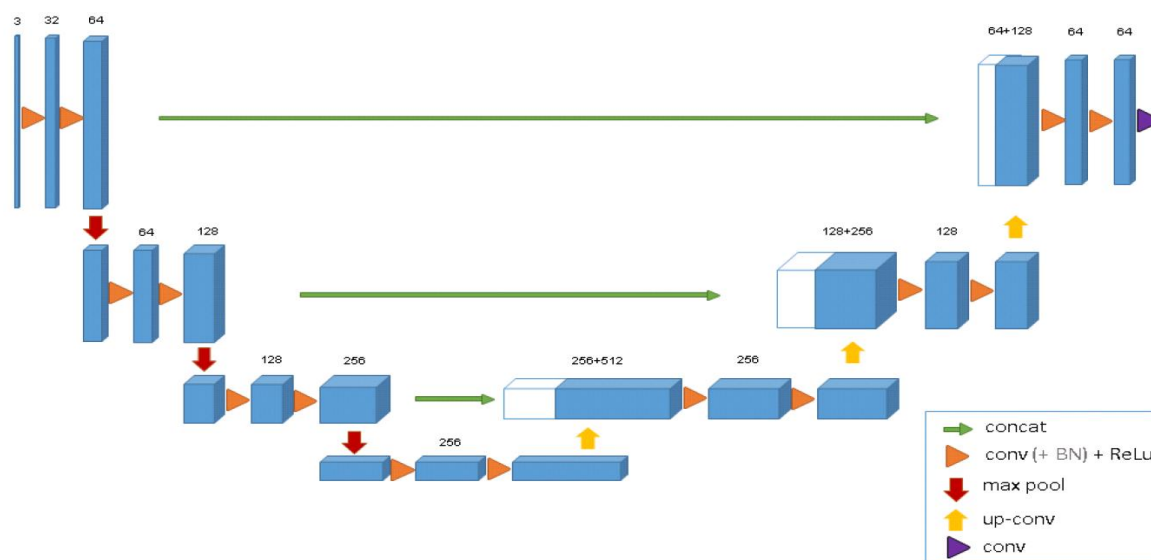 3 32 64
64+128 64 64
64 128
128+256 128
128 256
256+512 256
256
concat
conv (+ BN) + ReLu
max pool
up-conv
conv